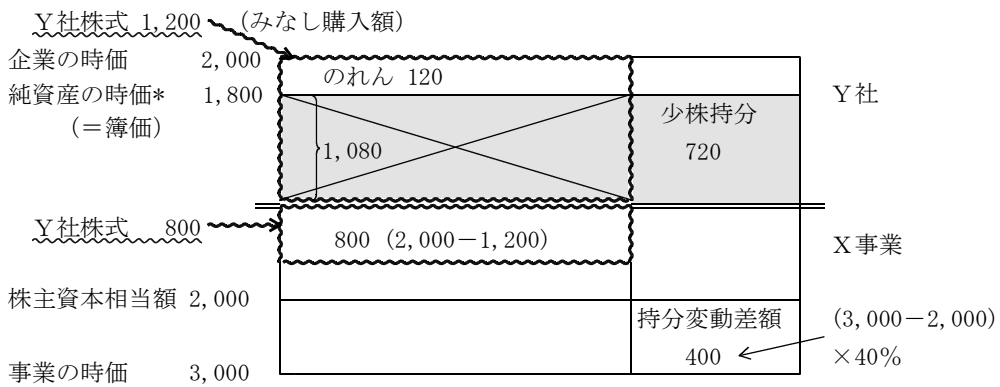 Y社株式 1,200 (みなし購入額)
企業の時価 2,000
のれん 120
純資産の時価* 1,800
(=簿価)
Y社
少株持分
1,080
720
Y社株式 800
800 (2,000－1,200)
X事業
株主資本相当額 2,000
持分変動差額
(3,000－2,000)
400
×40%
事業の時価 3,000